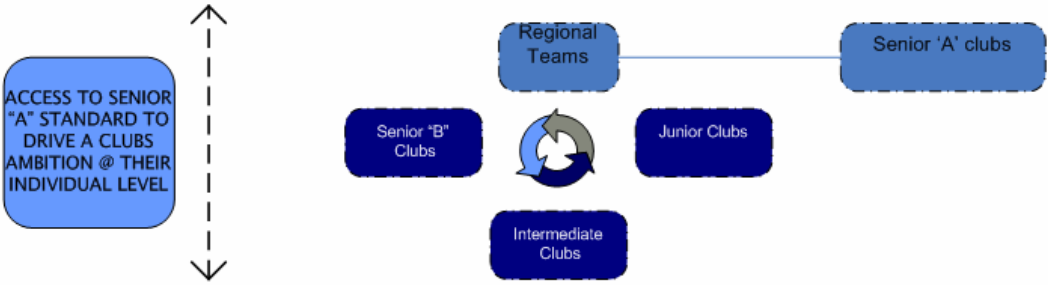 ACCESS TO SENIOR
“A” STANDARD TO
DRIVE A CLUBS
AMBITION @ THEIR
INDIVIDUAL LEVEL
Regional
Teams
Senior ‘A’ clubs
Senior “B”
Clubs
Junior Clubs
Intermediate
Clubs